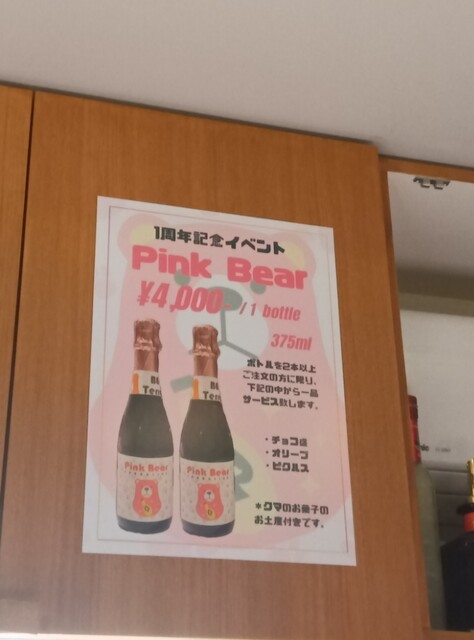 1周年記念イベント
Pink Bear
¥4,000- / 1 bottle
375ml
ボトルを2本以上
ご注文の方に限り、
下記の中から一品
サービス致します。
・チョコ🍫
・オリーブ
・ピクルス
＊クマのお菓子の
お土産付きです。
Pink Bear
Pink Bear